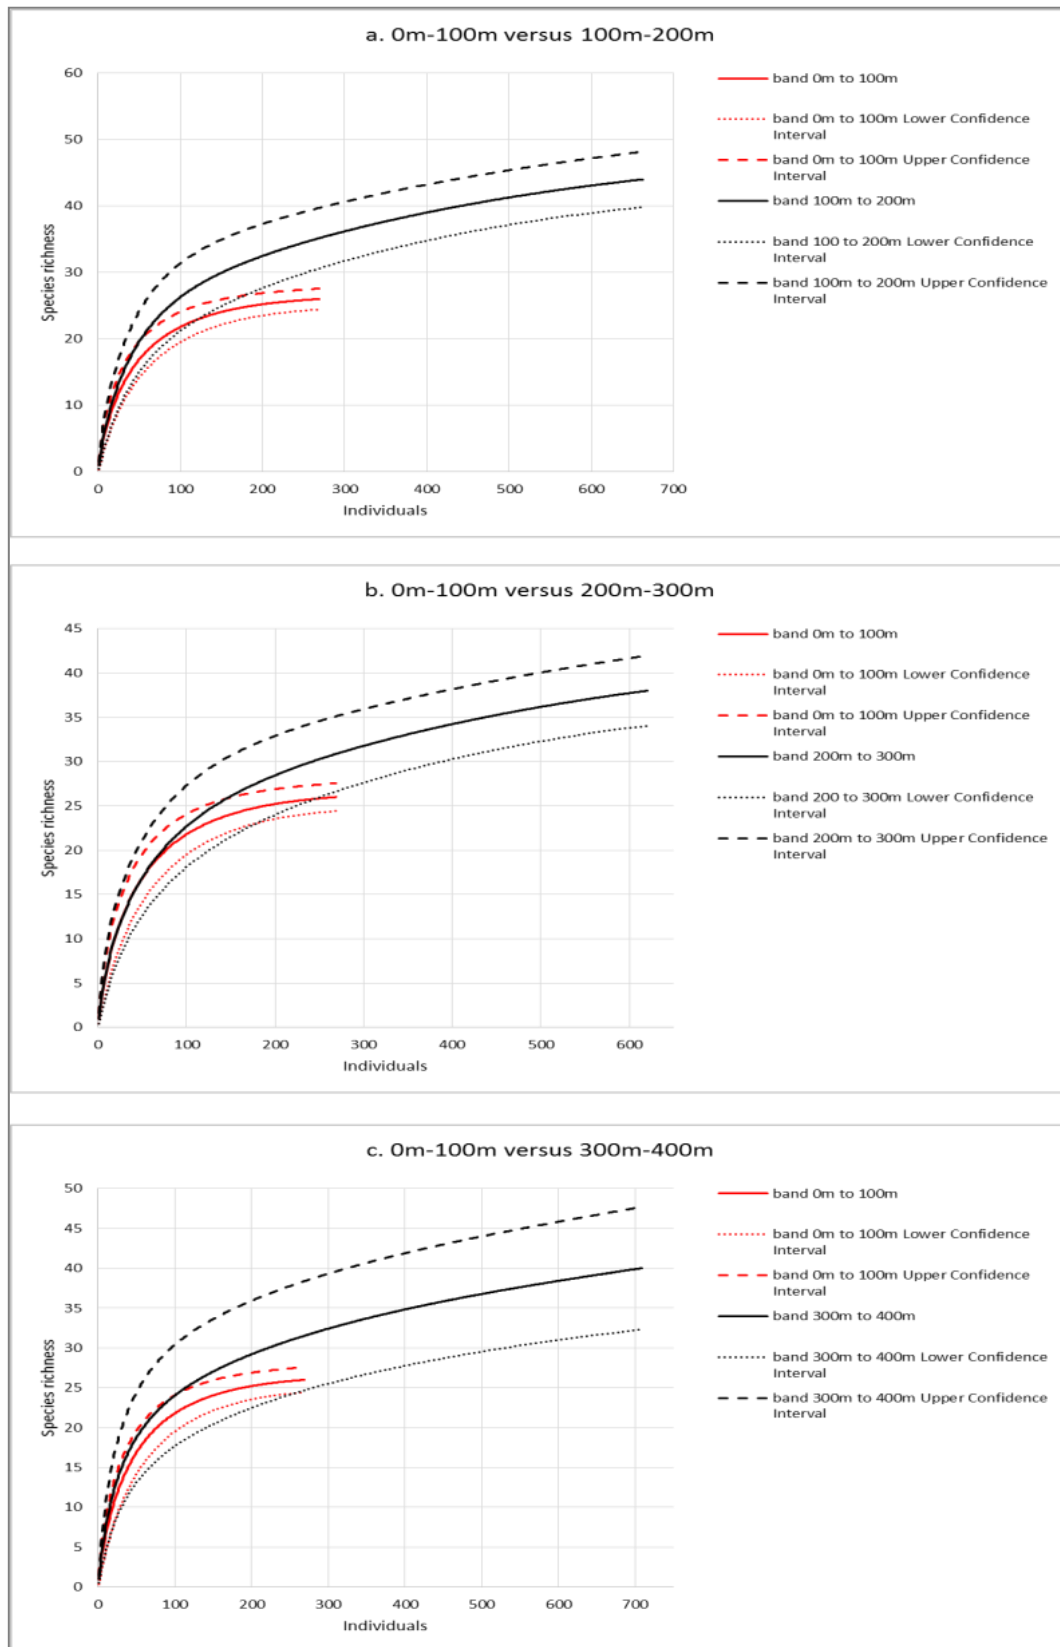 a. 0m-100m versus 100m-200m
60
50
40
30
20
10
0
Species richness
0 100 200 300 400 500 600 700
Individuals
band 0m to 100m
band 0m to 100m Lower Confidence
Interval
band 0m to 100m Upper Confidence
Interval
band 100m to 200m
band 100 to 200m Lower Confidence
Interval
band 100m to 200m Upper Confidence
Interval
b. 0m-100m versus 200m-300m
45
40
35
30
25
20
15
10
5
0
Species richness
0 100 200 300 400 500 600
Individuals
band 0m to 100m
band 0m to 100m Lower Confidence
Interval
band 0m to 100m Upper Confidence
Interval
band 200m to 300m
band 200 to 300m Lower Confidence
Interval
band 200m to 300m Upper Confidence
Interval
c. 0m-100m versus 300m-400m
50
45
40
35
30
25
20
15
10
5
0
Species richness
0 100 200 300 400 500 600 700
Individuals
band 0m to 100m
band 0m to 100m Lower Confidence
Interval
band 0m to 100m Upper Confidence
Interval
band 300m to 400m
band 300m to 400m Lower Confidence
Interval
band 300m to 400m Upper Confidence
Interval